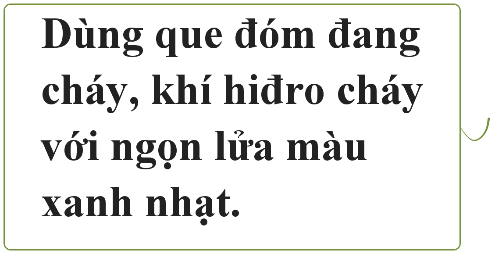 Dùng que đóm đang
cháy, khí hiđro cháy
với ngọn lửa màu
xanh nhạt.